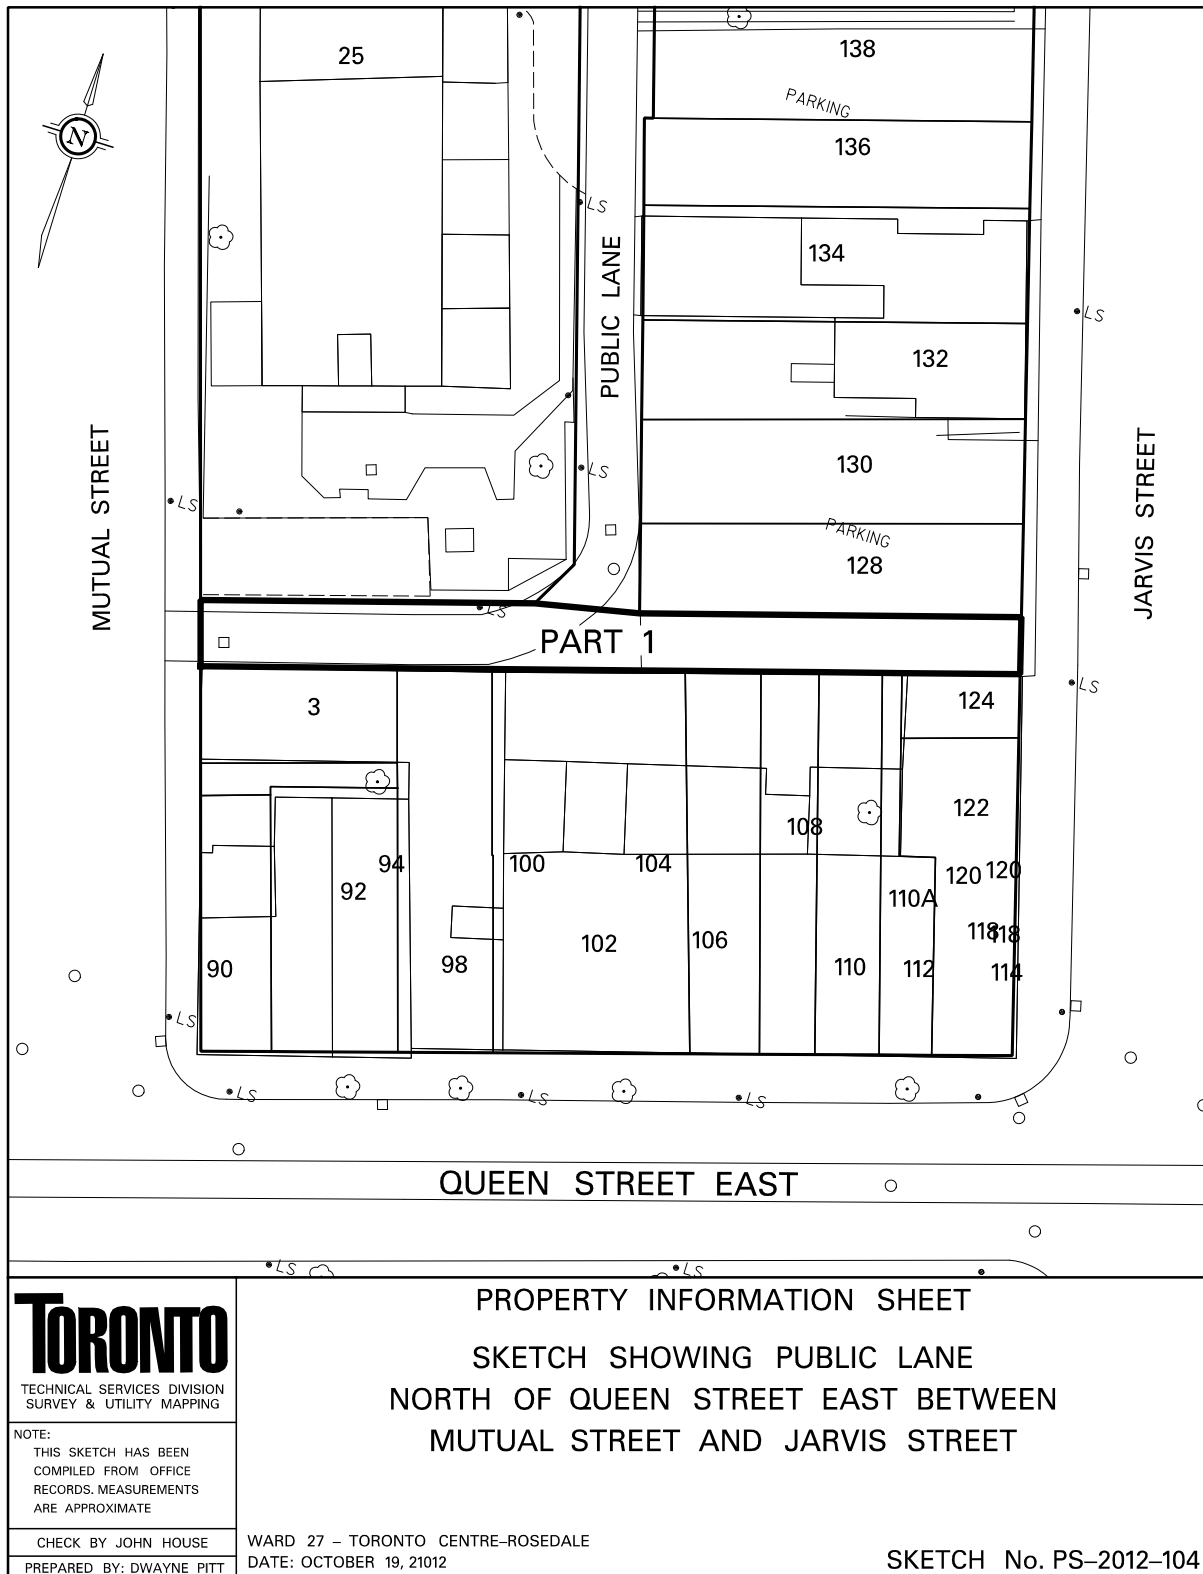 25
138
PARKING
136
N
LS
134
PUBLIC LANE
LS
132
MUTUAL STREET
JARVIS STREET
130
LS
LS
PARKING
128
LS
PART 1
LS
3
124
122
108
94
100
104
92
120
120
110A
118
118
102
106
98
90
110
112
114
LS
LS
LS
LS
QUEEN STREET EAST
LS
LS
TORONTO
TECHNICAL SERVICES DIVISION
SURVEY & UTILITY MAPPING
NOTE:
THIS SKETCH HAS BEEN
COMPILED FROM OFFICE
RECORDS. MEASUREMENTS
ARE APPROXIMATE
CHECK BY JOHN HOUSE
PREPARED BY: DWAYNE PITT
PROPERTY INFORMATION SHEET
SKETCH SHOWING PUBLIC LANE
NORTH OF QUEEN STREET EAST BETWEEN
MUTUAL STREET AND JARVIS STREET
WARD 27 – TORONTO CENTRE–ROSEDALE
DATE: OCTOBER 19, 21012
SKETCH No. PS–2012–104